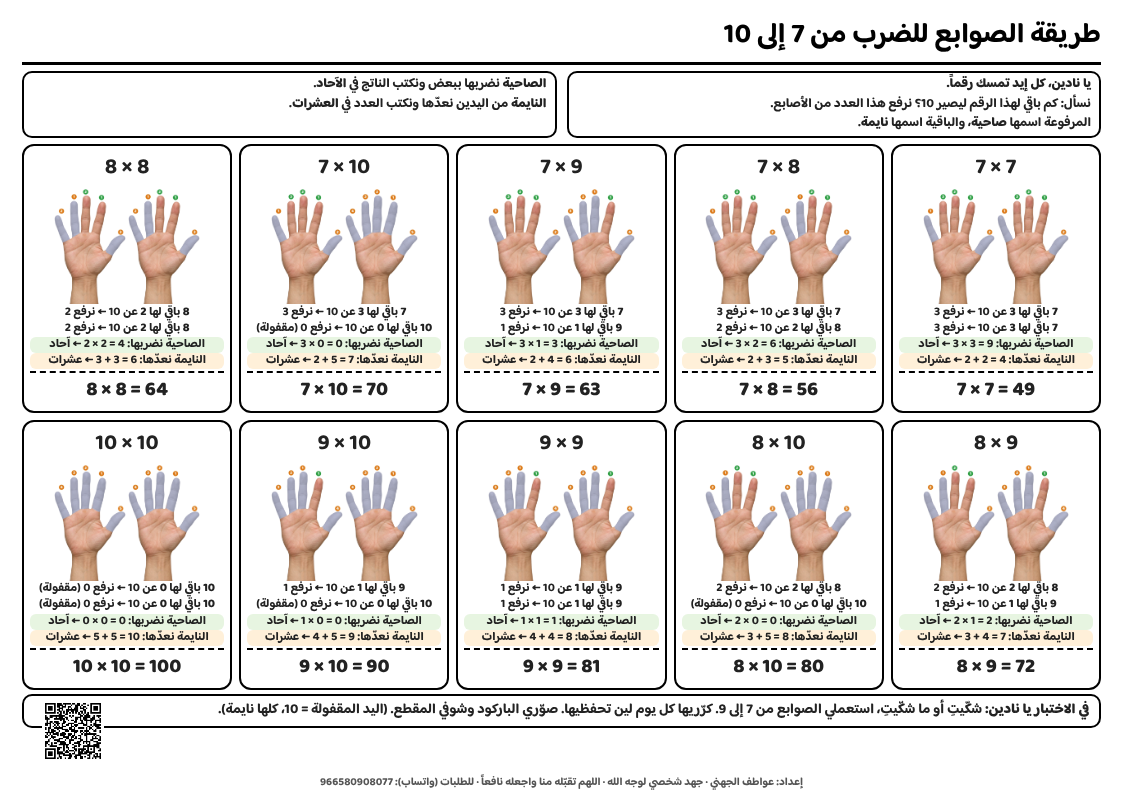 طريقة الصوابع للضرب من 7 إلى 10
يا نادين، كل إيد تمسك رقماً.
نسأل: كم باقي لهذا الرقم ليصير 10؟ نرفع هذا العدد من الأصابع.
المرفوعة اسمها صاحية، والباقية اسمها نايمة.
الصاحية نضربها ببعض ونكتب الناتج في الآحاد.
النايمة من اليدين نعدّها ونكتب العدد في العشرات.
7 × 7
7 باقي لها 3 عن 10 ← نرفع 3
7 باقي لها 3 عن 10 ← نرفع 3
الصاحية نضربها: 9 = 3 × 3 ← آحاد
النايمة نعدّها: 4 = 2 + 2 ← عشرات
7 × 7 = 49
7 × 8
7 باقي لها 3 عن 10 ← نرفع 3
8 باقي لها 2 عن 10 ← نرفع 2
الصاحية نضربها: 6 = 2 × 3 ← آحاد
النايمة نعدّها: 5 = 3 + 2 ← عشرات
7 × 8 = 56
7 × 9
7 باقي لها 3 عن 10 ← نرفع 3
9 باقي لها 1 عن 10 ← نرفع 1
الصاحية نضربها: 3 = 1 × 3 ← آحاد
النايمة نعدّها: 6 = 4 + 2 ← عشرات
7 × 9 = 63
7 × 10
7 باقي لها 3 عن 10 ← نرفع 3
10 باقي لها 0 عن 10 ← نرفع 0 (مقفولة)
الصاحية نضربها: 0 = 0 × 3 ← آحاد
النايمة نعدّها: 7 = 5 + 2 ← عشرات
7 × 10 = 70
8 × 8
8 باقي لها 2 عن 10 ← نرفع 2
8 باقي لها 2 عن 10 ← نرفع 2
الصاحية نضربها: 4 = 2 × 2 ← آحاد
النايمة نعدّها: 6 = 3 + 3 ← عشرات
8 × 8 = 64
8 × 9
8 باقي لها 2 عن 10 ← نرفع 2
9 باقي لها 1 عن 10 ← نرفع 1
الصاحية نضربها: 2 = 1 × 2 ← آحاد
النايمة نعدّها: 7 = 4 + 3 ← عشرات
8 × 9 = 72
8 × 10
8 باقي لها 2 عن 10 ← نرفع 2
10 باقي لها 0 عن 10 ← نرفع 0 (مقفولة)
الصاحية نضربها: 0 = 0 × 2 ← آحاد
النايمة نعدّها: 8 = 5 + 3 ← عشرات
8 × 10 = 80
9 × 9
9 باقي لها 1 عن 10 ← نرفع 1
9 باقي لها 1 عن 10 ← نرفع 1
الصاحية نضربها: 1 = 1 × 1 ← آحاد
النايمة نعدّها: 8 = 4 + 4 ← عشرات
9 × 9 = 81
9 × 10
9 باقي لها 1 عن 10 ← نرفع 1
10 باقي لها 0 عن 10 ← نرفع 0 (مقفولة)
الصاحية نضربها: 0 = 0 × 1 ← آحاد
النايمة نعدّها: 9 = 5 + 4 ← عشرات
9 × 10 = 90
10 × 10
10 باقي لها 0 عن 10 ← نرفع 0 (مقفولة)
10 باقي لها 0 عن 10 ← نرفع 0 (مقفولة)
الصاحية نضربها: 0 = 0 × 0 ← آحاد
النايمة نعدّها: 10 = 5 + 5 ← عشرات
10 × 10 = 100
في الاختبار يا نادين: شكّيتِ أو ما شكّيتِ، استعملي الصوابع من 7 إلى 9. كرّريها كل يوم لين تحفظيها. صوّري الباركود وشوفي المقطع. (اليد المقفولة = 10، كلها نايمة).
إعداد: عواطف الجهني · جهد شخصي لوجه الله · اللهم تقبّله منا واجعله نافعاً · للطلبات (واتساب): 966580908077